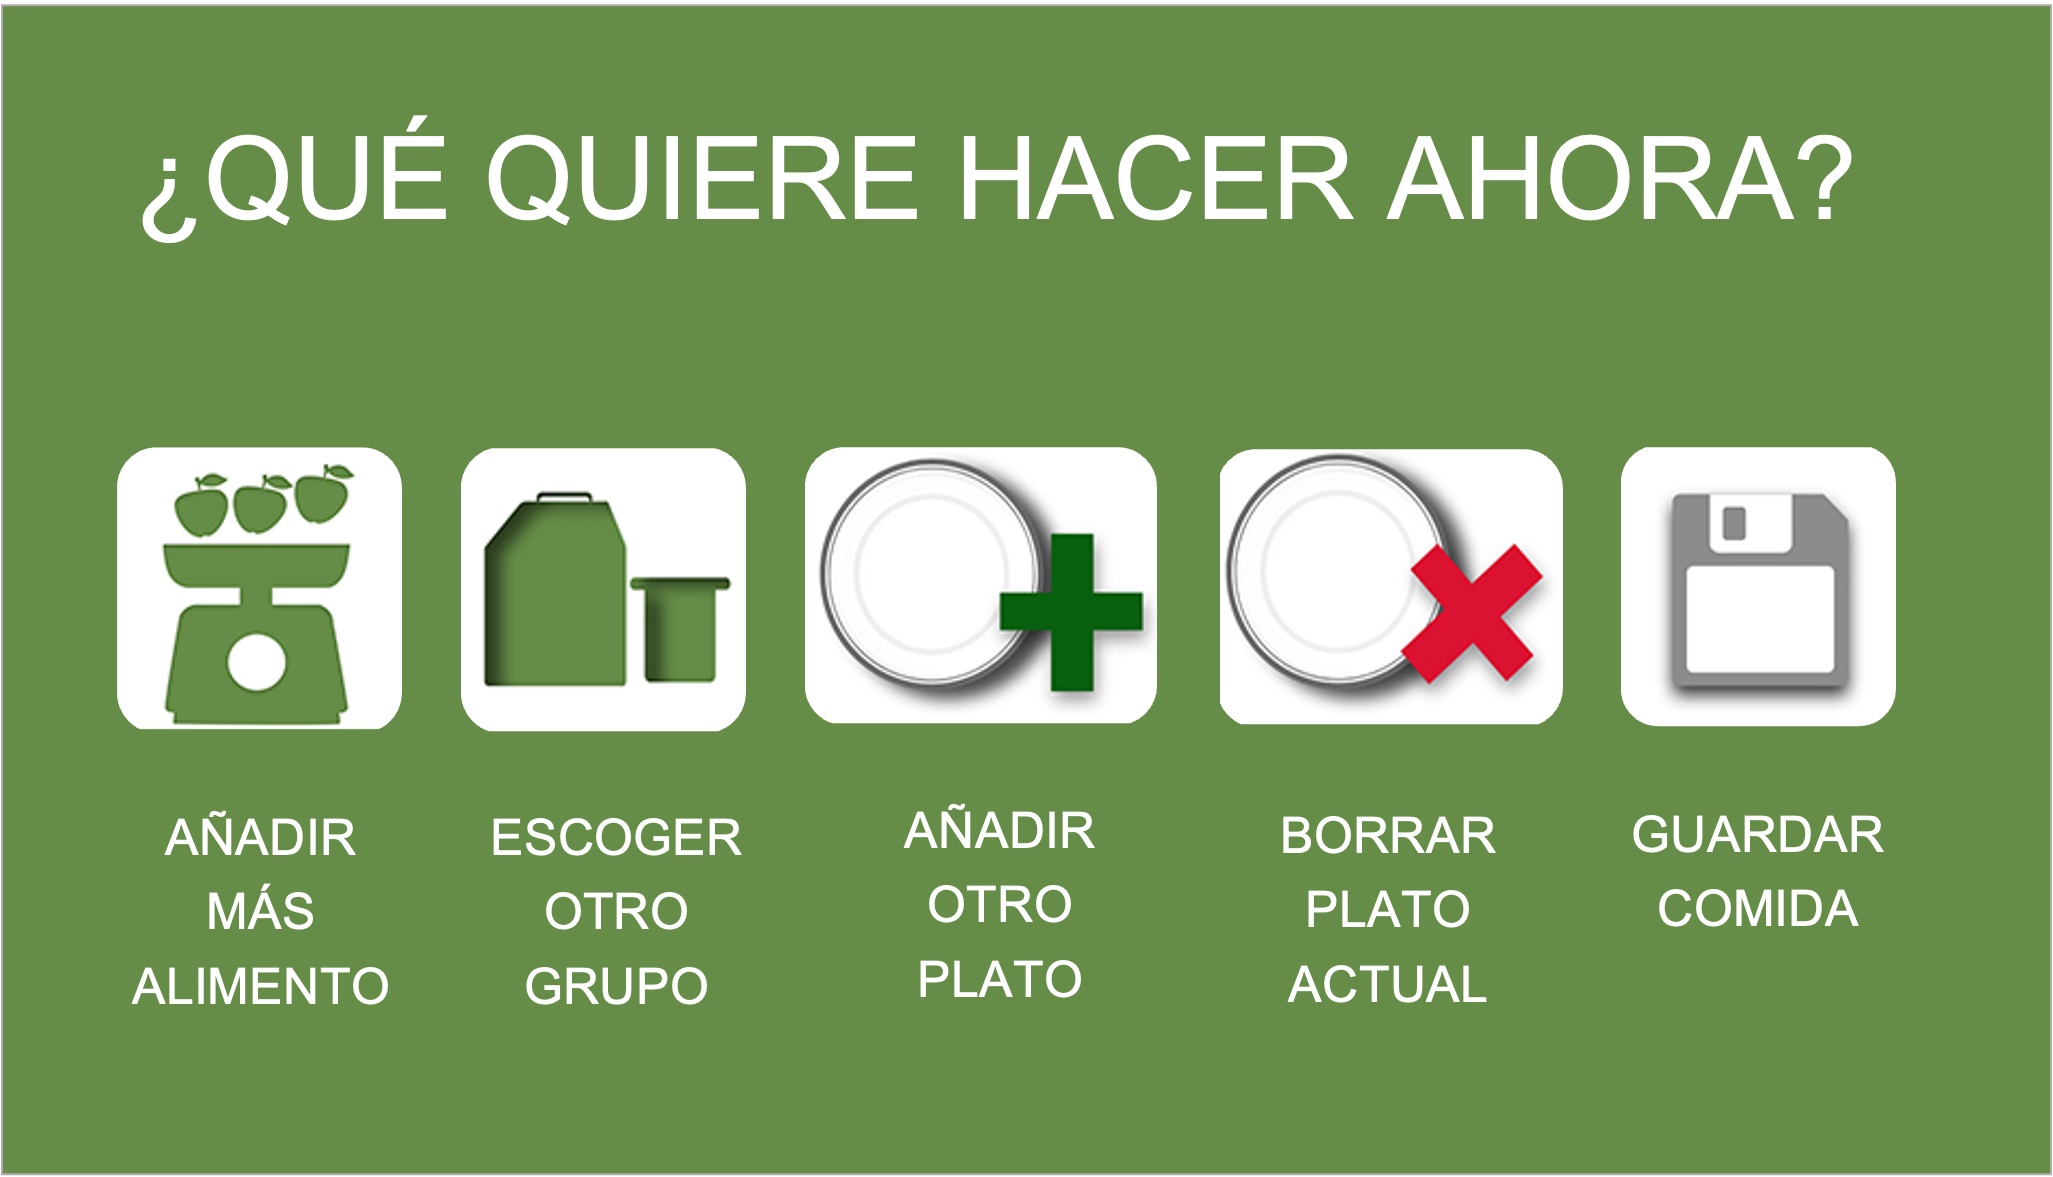 ¿QUÉ QUIERE HACER AHORA?
AÑADIR
MÁS
ALIMENTO
ESCOGER
OTRO
GRUPO
AÑADIR
OTRO
PLATO
BORRAR
PLATO
ACTUAL
GUARDAR
COMIDA